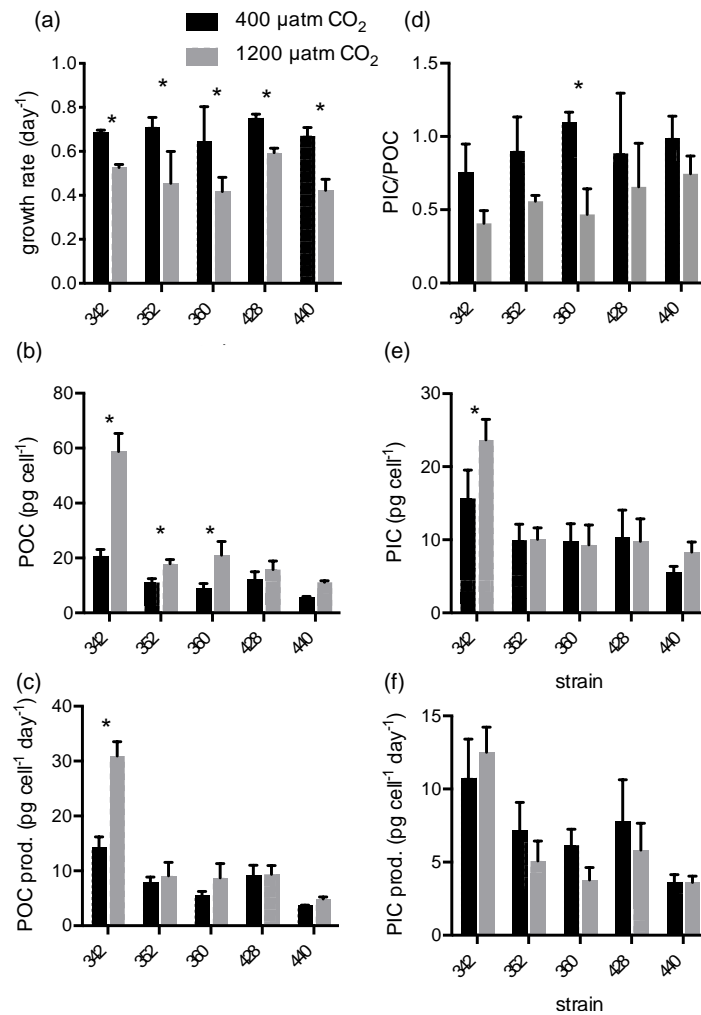 (a)
400 µatm CO₂
1200 µatm CO₂
growth rate (day⁻¹)
1.0
0.8
0.6
0.4
0.2
0.0
* * * * *
342 352 360 428 440
(d)
PIC/POC
1.5
1.0
0.5
0.0
*
342 352 360 428 440
(b)
POC (pg cell⁻¹)
80
60
40
20
0
* * *
342 352 360 428 440
(e)
PIC (pg cell⁻¹)
30
20
10
0
*
342 352 360 428 440
strain
(c)
POC prod. (pg cell⁻¹ day⁻¹)
40
30
20
10
0
*
342 352 360 428 440
(f)
PIC prod. (pg cell⁻¹ day⁻¹)
15
10
5
0
342 352 360 428 440
strain